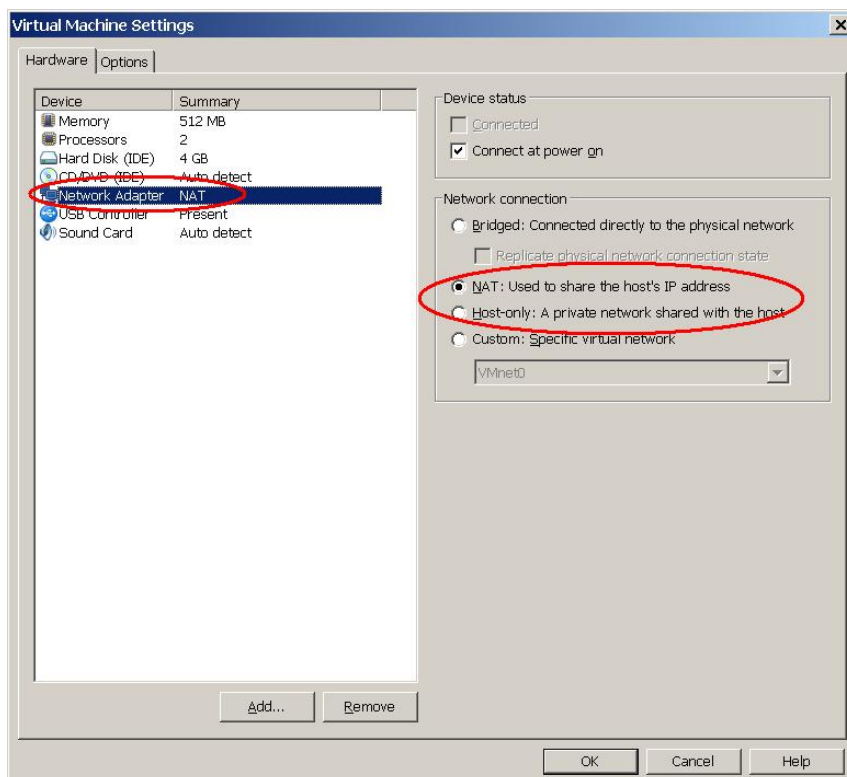 Virtual Machine Settings
Hardware Options
Device Summary
Memory 512 MB
Processors 2
Hard Disk (IDE) 4 GB
CD/DVD (IDE) Auto detect
Network Adapter NAT
USB Controller Present
Sound Card Auto detect
Add... Remove
Device status
Connected
Connect at power on
Network connection
Bridged: Connected directly to the physical network
Replicate physical network connection state
NAT: Used to share the host's IP address
Host-only: A private network shared with the host
Custom: Specific virtual network
VMnet0
OK Cancel Help